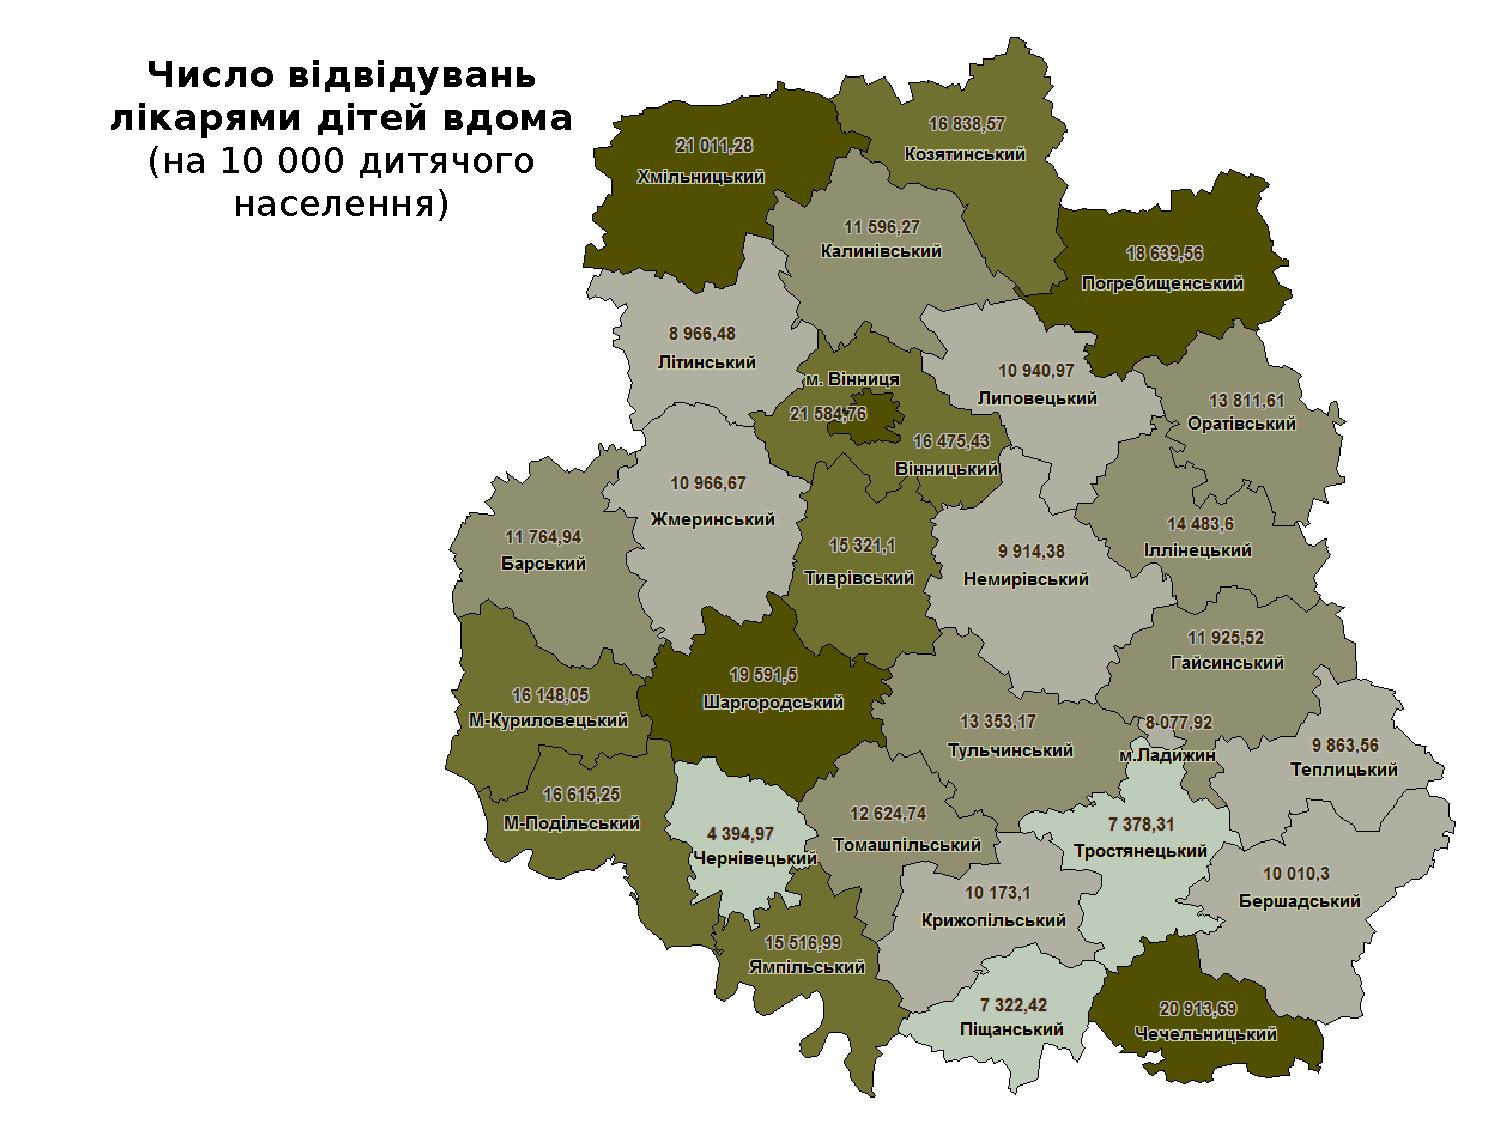 Число відвідувань
лікарями дітей вдома
(на 10 000 дитячого
населення)
16 838,57
Козятинський
21 011,28
Хмільницький
11 596,27
Калинівський
18 639,56
Погребищенський
8 966,48
Літинський
10 940,97
Липовецький
м. Вінниця
21 584,76
13 811,61
Оратівський
16 475,43
Вінницький
10 966,67
Жмеринський
11 764,94
Барський
15 321,1
Тиврівський
9 914,38
Немирівський
14 483,6
Іллінецький
11 925,52
Гайсинський
19 591,5
Шаргородський
16 148,05
М-Куриловецький
13 353,17
Тульчинський
8 077,92
м.Ладижин
9 863,56
Теплицький
16 615,25
М-Подільський
4 394,97
Чернівецький
12 624,74
Томашпільський
7 378,31
Тростянецький
10 010,3
Бершадський
10 173,1
Крижопільський
15 516,99
Ямпільський
7 322,42
Піщанський
20 913,69
Чечельницький